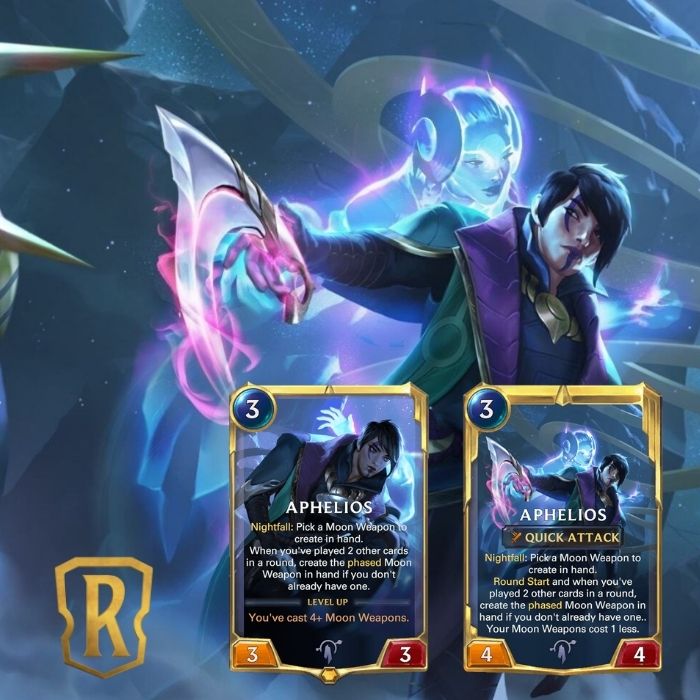 3
APHELIOS
Nightfall: Pick a Moon Weapon to
create in hand.
When you've played 2 other cards
in a round, create the phased Moon
Weapon in hand if you don't
already have one.
LEVEL UP
You've cast 4+ Moon Weapons.
3
3
3
APHELIOS
QUICK ATTACK
Nightfall: Pick a Moon Weapon to
create in hand.
Round Start and when you've
played 2 other cards in a round,
create the phased Moon Weapon in
hand if you don't already have one..
Your Moon Weapons cost 1 less.
4
4
R